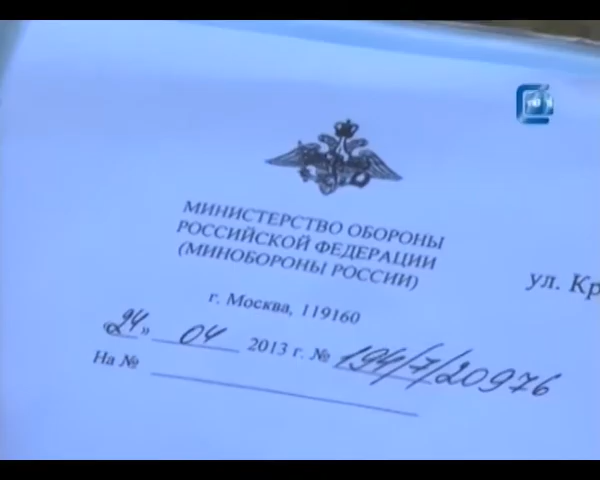 МИНИСТЕРСТВО ОБОРОНЫ
РОССИЙСКОЙ ФЕДЕРАЦИИ
(МИНОБОРОНЫ РОССИИ)
ул. Кр
г. Москва, 119160
«24» 04 2013 г. № 194/7/20976
На №